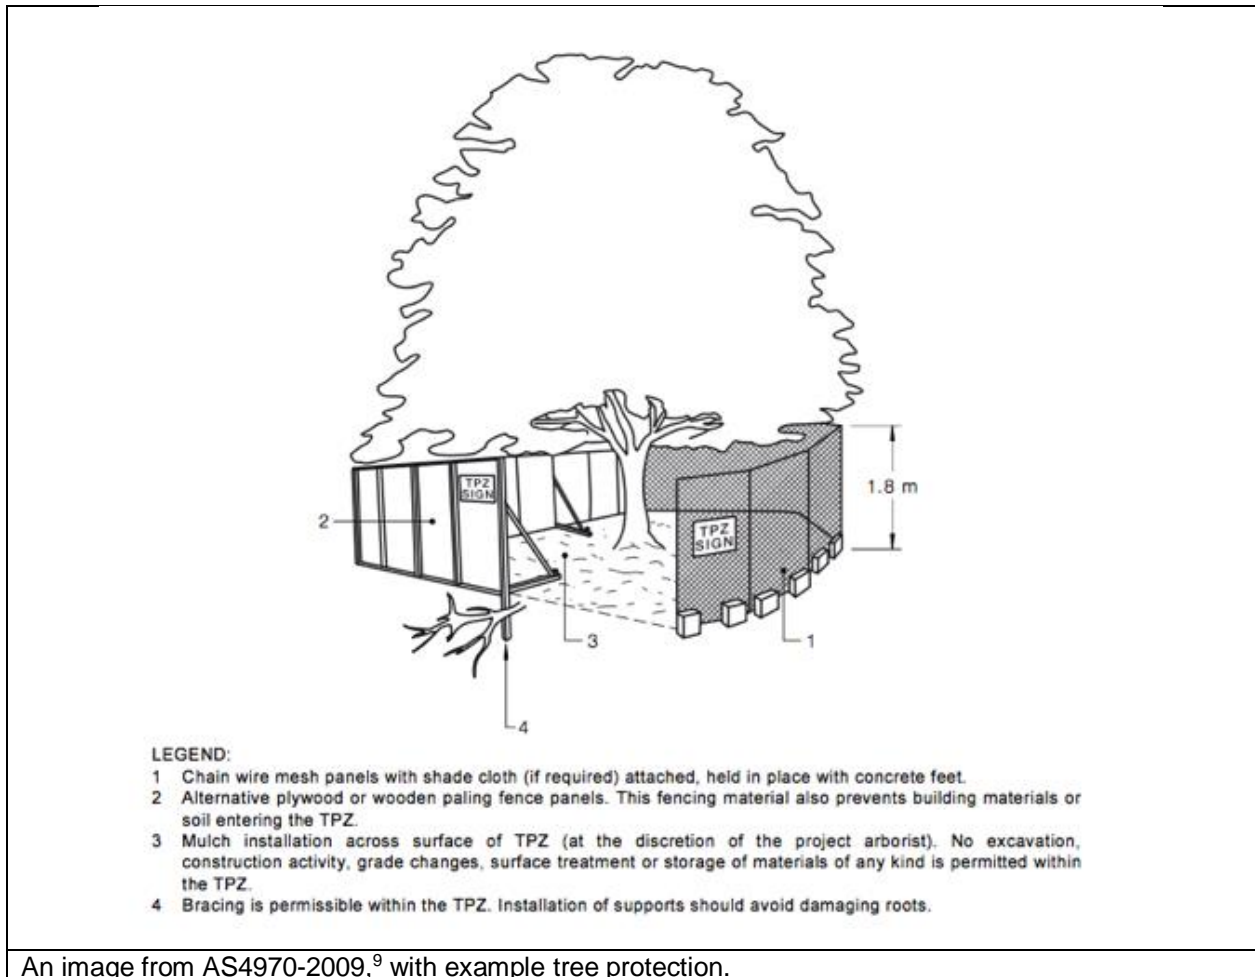 TPZ
SIGN
1.8 m
2
TPZ
SIGN
3
1
4
LEGEND:
1 Chain wire mesh panels with shade cloth (if required) attached, held in place with concrete feet.
2 Alternative plywood or wooden paling fence panels. This fencing material also prevents building materials or
soil entering the TPZ.
3 Mulch installation across surface of TPZ (at the discretion of the project arborist). No excavation,
construction activity, grade changes, surface treatment or storage of materials of any kind is permitted within
the TPZ.
4 Bracing is permissible within the TPZ. Installation of supports should avoid damaging roots.
An image from AS4970-2009,⁹ with example tree protection.